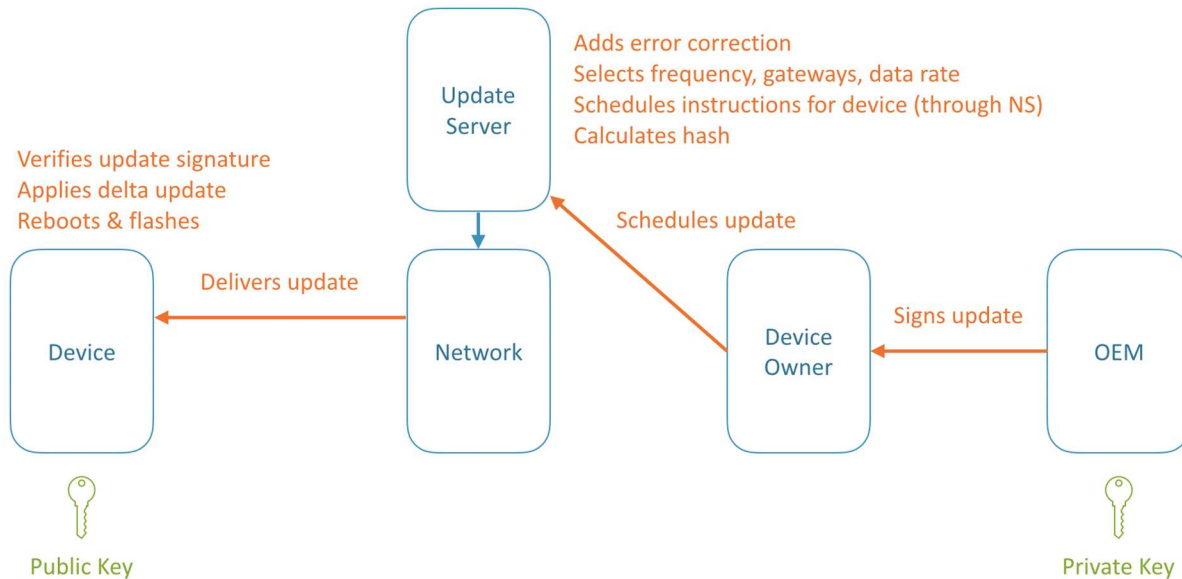 Update
Server
Adds error correction
Selects frequency, gateways, data rate
Schedules instructions for device (through NS)
Calculates hash
Verifies update signature
Applies delta update
Reboots & flashes
Schedules update
Delivers update
Signs update
Device
Network
Device
Owner
OEM
Public Key
Private Key